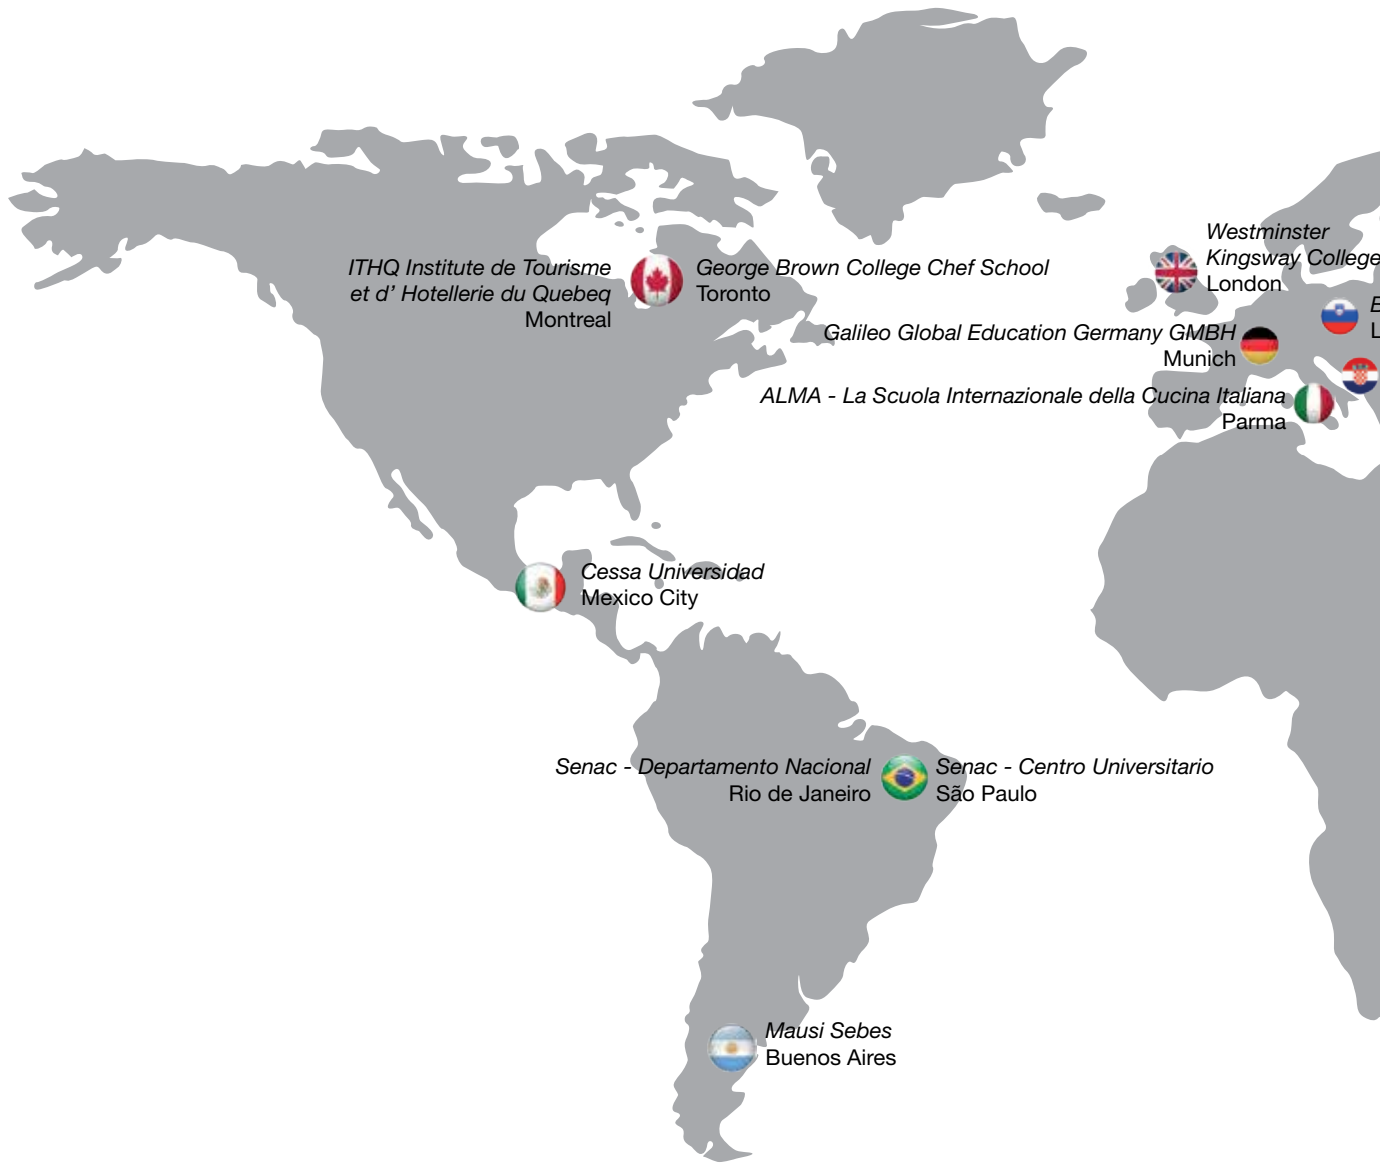 Westminster
Kingsway College
London
ITHQ Institute de Tourisme
et d’ Hotellerie du Quebeq
Montreal
George Brown College Chef School
Toronto
Galileo Global Education Germany GMBH
Munich
ALMA - La Scuola Internazionale della Cucina Italiana
Parma
Cessa Universidad
Mexico City
Senac - Departamento Nacional
Rio de Janeiro
Senac - Centro Universitario
São Paulo
Mausi Sebes
Buenos Aires